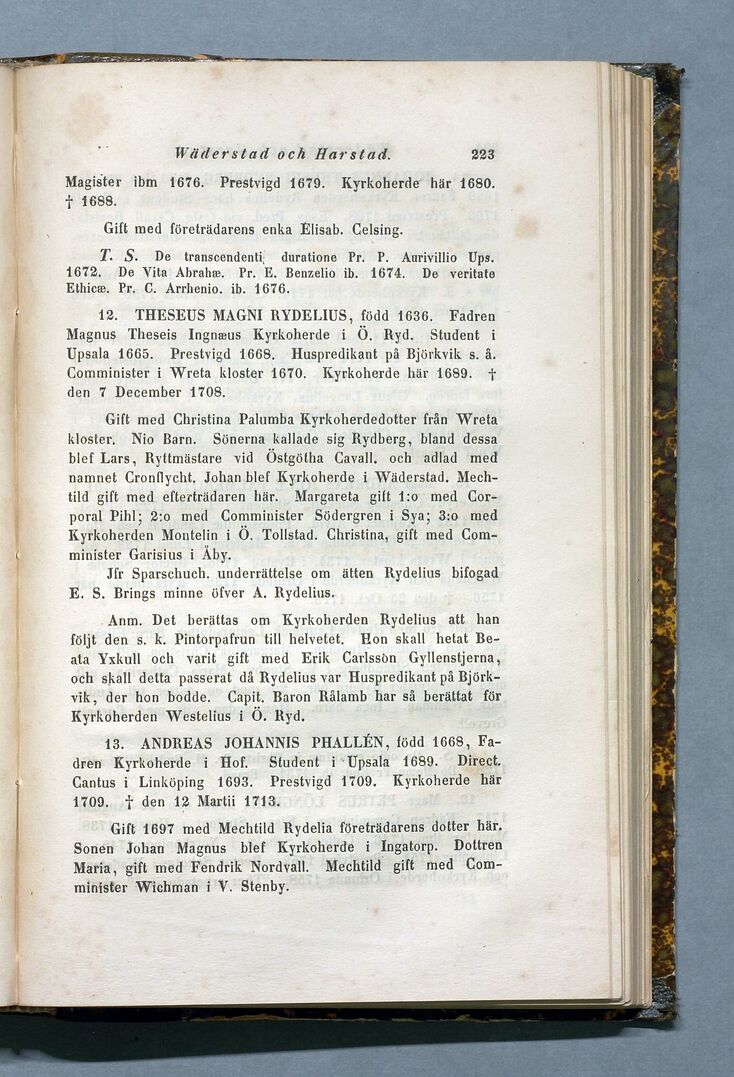 Wäderstad och Harstad. 223
Magister ibm 1676. Prestvigd 1679. Kyrkoherde här 1680.
† 1688.
Gift med företrädarens enka Elisab. Celsing.
T. S. De transcendenti, duratione Pr. P. Aurivillio Ups.
1672. De Vita Abrahæ. Pr. E. Benzelio ib. 1674. De veritate
Ethicæ. Pr. C. Arrhenio. ib. 1676.
12. THESEUS MAGNI RYDELIUS, född 1636. Fadren
Magnus Theseis Ingnæus Kyrkoherde i Ö. Ryd. Student i
Upsala 1665. Prestvigd 1668. Huspredikant på Björkvik s. å.
Comminister i Wreta kloster 1670. Kyrkoherde här 1689. †
den 7 December 1708.
Gift med Christina Palumba Kyrkoherdedotter från Wreta
kloster. Nio Barn. Sönerna kallade sig Rydberg, bland dessa
blef Lars, Ryttmästare vid Östgötha Cavall. och adlad med
namnet Cronflycht. Johan blef Kyrkoherde i Wäderstad. Mech-
tild gift med efterträdaren här. Margareta gift 1:o med Cor-
poral Pihl; 2:o med Comminister Södergren i Sya; 3:o med
Kyrkoherden Montelin i Ö. Tollstad. Christina, gift med Com-
minister Garisius i Åby.
Jfr Sparschuch. underrättelse om ätten Rydelius bifogad
E. S. Brings minne öfver A. Rydelius.
Anm. Det berättas om Kyrkoherden Rydelius att han
följt den s. k. Pintorpafrun till helvetet. Hon skall hetat Be-
ata Yxkull och varit gift med Erik Carlssön Gyllenstjerna,
och skall detta passerat då Rydelius var Huspredikant på Björk-
vik, der hon bodde. Capit. Baron Rålamb har så berättat för
Kyrkoherden Westelius i Ö. Ryd.
13. ANDREAS JOHANNIS PHALLÉN, född 1668, Fa-
dren Kyrkoherde i Hof. Student i Upsala 1689. Direct.
Cantus i Linköping 1693. Prestvigd 1709. Kyrkoherde här
1709. † den 12 Martii 1713.
Gift 1697 med Mechtild Rydelia företrädarens dotter här.
Sonen Johan Magnus blef Kyrkoherde i Ingatorp. Dottren
Maria, gift med Fendrik Nordvall. Mechtild gift med Com-
minister Wichman i V. Stenby.